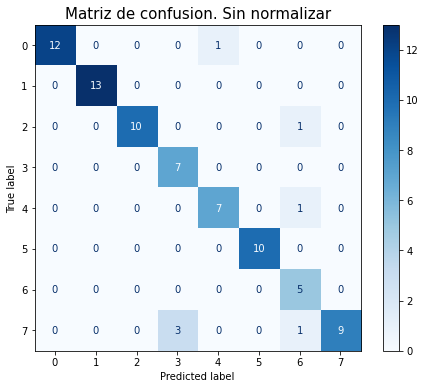 Matriz de confusion. Sin normalizar
0 12 0 0 0 1 0 0 0
1 0 13 0 0 0 0 0 0
2 0 0 10 0 0 0 1 0
3 0 0 0 7 0 0 0 0
4 0 0 0 0 7 0 1 0
5 0 0 0 0 0 10 0 0
6 0 0 0 0 0 0 5 0
7 0 0 0 3 0 0 1 9
0 1 2 3 4 5 6 7
True label
Predicted label
12
10
8
6
4
2
0